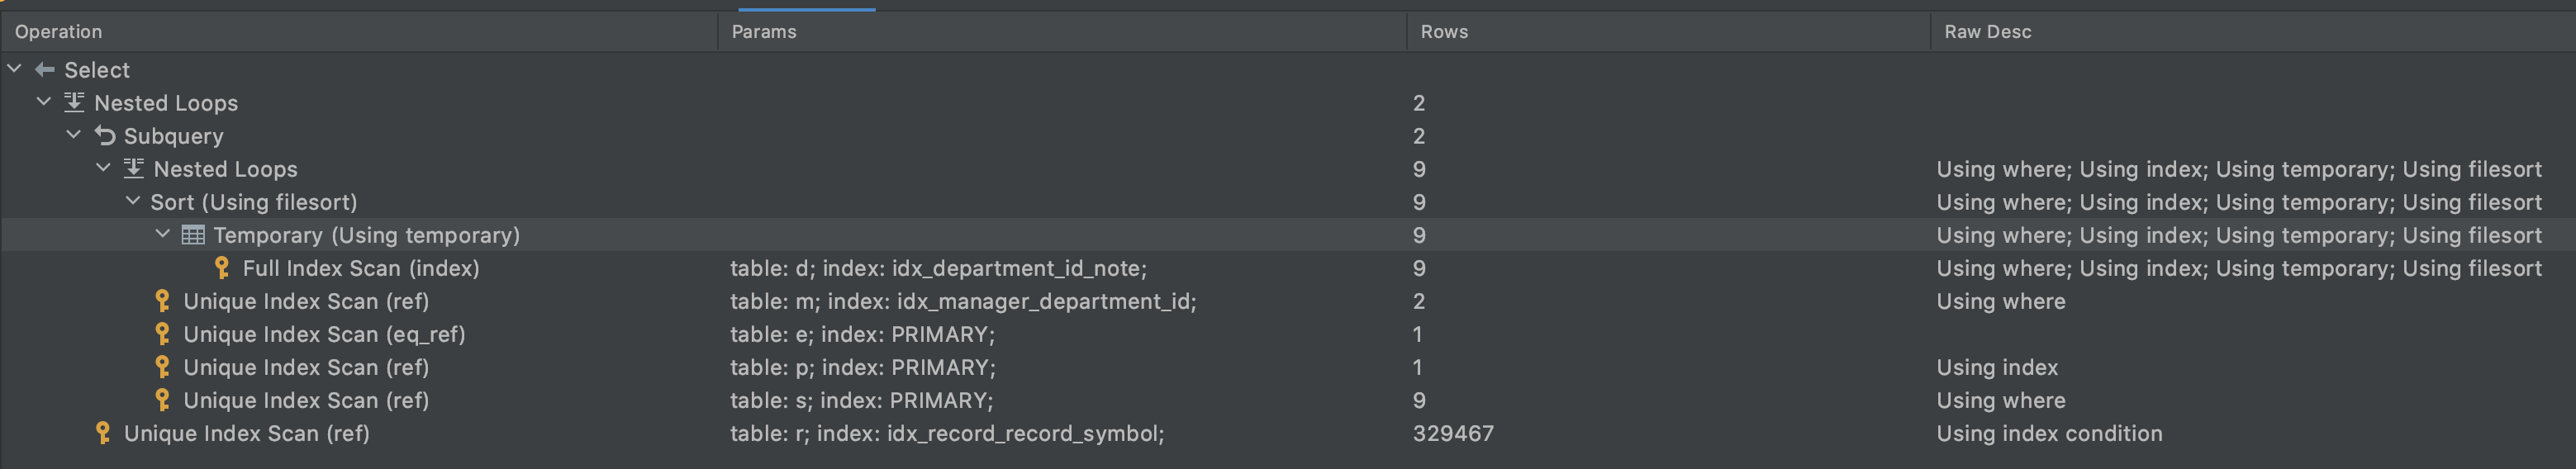 Operation Params Rows Raw Desc
Select
Nested Loops 2
Subquery 2
Nested Loops 9 Using where; Using index; Using temporary; Using filesort
Sort (Using filesort) 9 Using where; Using index; Using temporary; Using filesort
Temporary (Using temporary) 9 Using where; Using index; Using temporary; Using filesort
Full Index Scan (index) table: d; index: idx_department_id_note; 9 Using where; Using index; Using temporary; Using filesort
Unique Index Scan (ref) table: m; index: idx_manager_department_id; 2 Using where
Unique Index Scan (eq_ref) table: e; index: PRIMARY; 1
Unique Index Scan (ref) table: p; index: PRIMARY; 1 Using index
Unique Index Scan (ref) table: s; index: PRIMARY; 9 Using where
Unique Index Scan (ref) table: r; index: idx_record_record_symbol; 329467 Using index condition